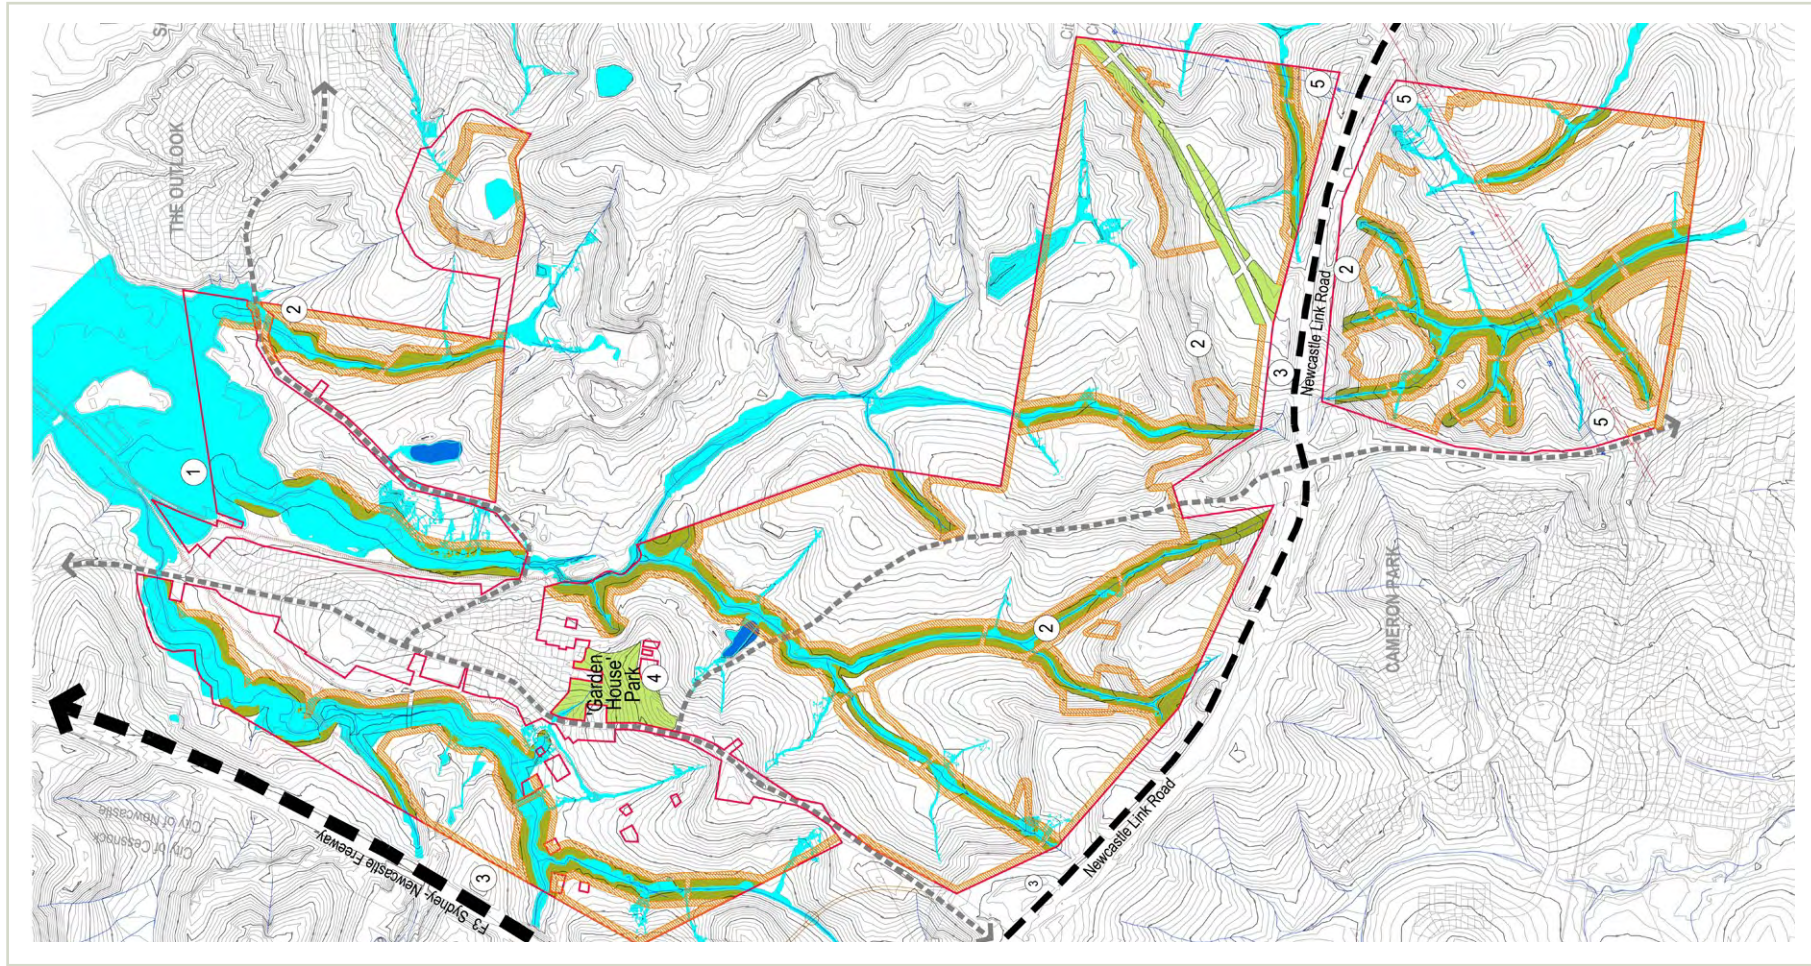 THE OUTLOOK
5
5
2
2
2
3
Newcastle Link Road
1
5
2
4
'Garden
House'
Park
CAMERON PARK
City of Newcastle
City of Cessnock
F3 Sydney- Newcastle Freeway
3
3
Newcastle Link Road